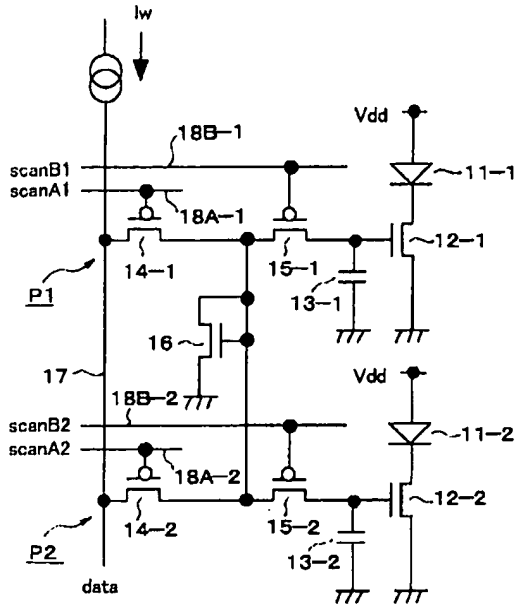 Iw
Vdd
18B-1
scanB1
scanA1
18A-1
11-1
12-1
14-1
15-1
13-1
P1
16
17
Vdd
18B-2
scanB2
scanA2
18A-2
11-2
12-2
14-2
15-2
13-2
P2
data